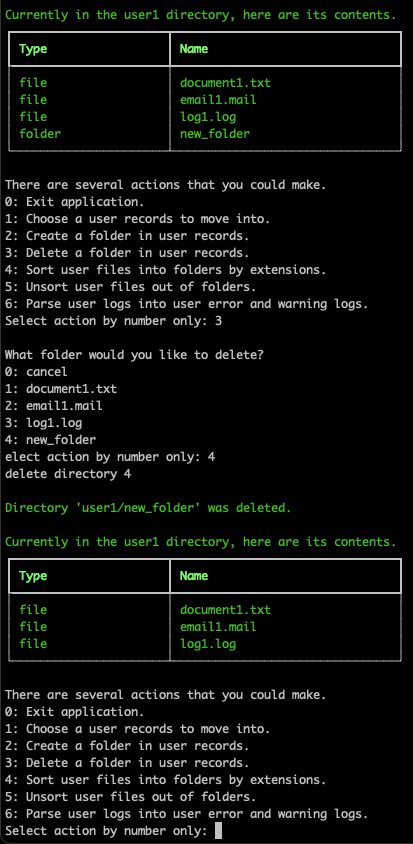 Currently in the user1 directory, here are its contents.
Type Name
file document1.txt
file email1.mail
file log1.log
folder new_folder
There are several actions that you could make.
0: Exit application.
1: Choose a user records to move into.
2: Create a folder in user records.
3: Delete a folder in user records.
4: Sort user files into folders by extensions.
5: Unsort user files out of folders.
6: Parse user logs into user error and warning logs.
Select action by number only: 3
What folder would you like to delete?
0: cancel
1: document1.txt
2: email1.mail
3: log1.log
4: new_folder
elect action by number only: 4
delete directory 4
Directory 'user1/new_folder' was deleted.
Currently in the user1 directory, here are its contents.
Type Name
file document1.txt
file email1.mail
file log1.log
There are several actions that you could make.
0: Exit application.
1: Choose a user records to move into.
2: Create a folder in user records.
3: Delete a folder in user records.
4: Sort user files into folders by extensions.
5: Unsort user files out of folders.
6: Parse user logs into user error and warning logs.
Select action by number only: